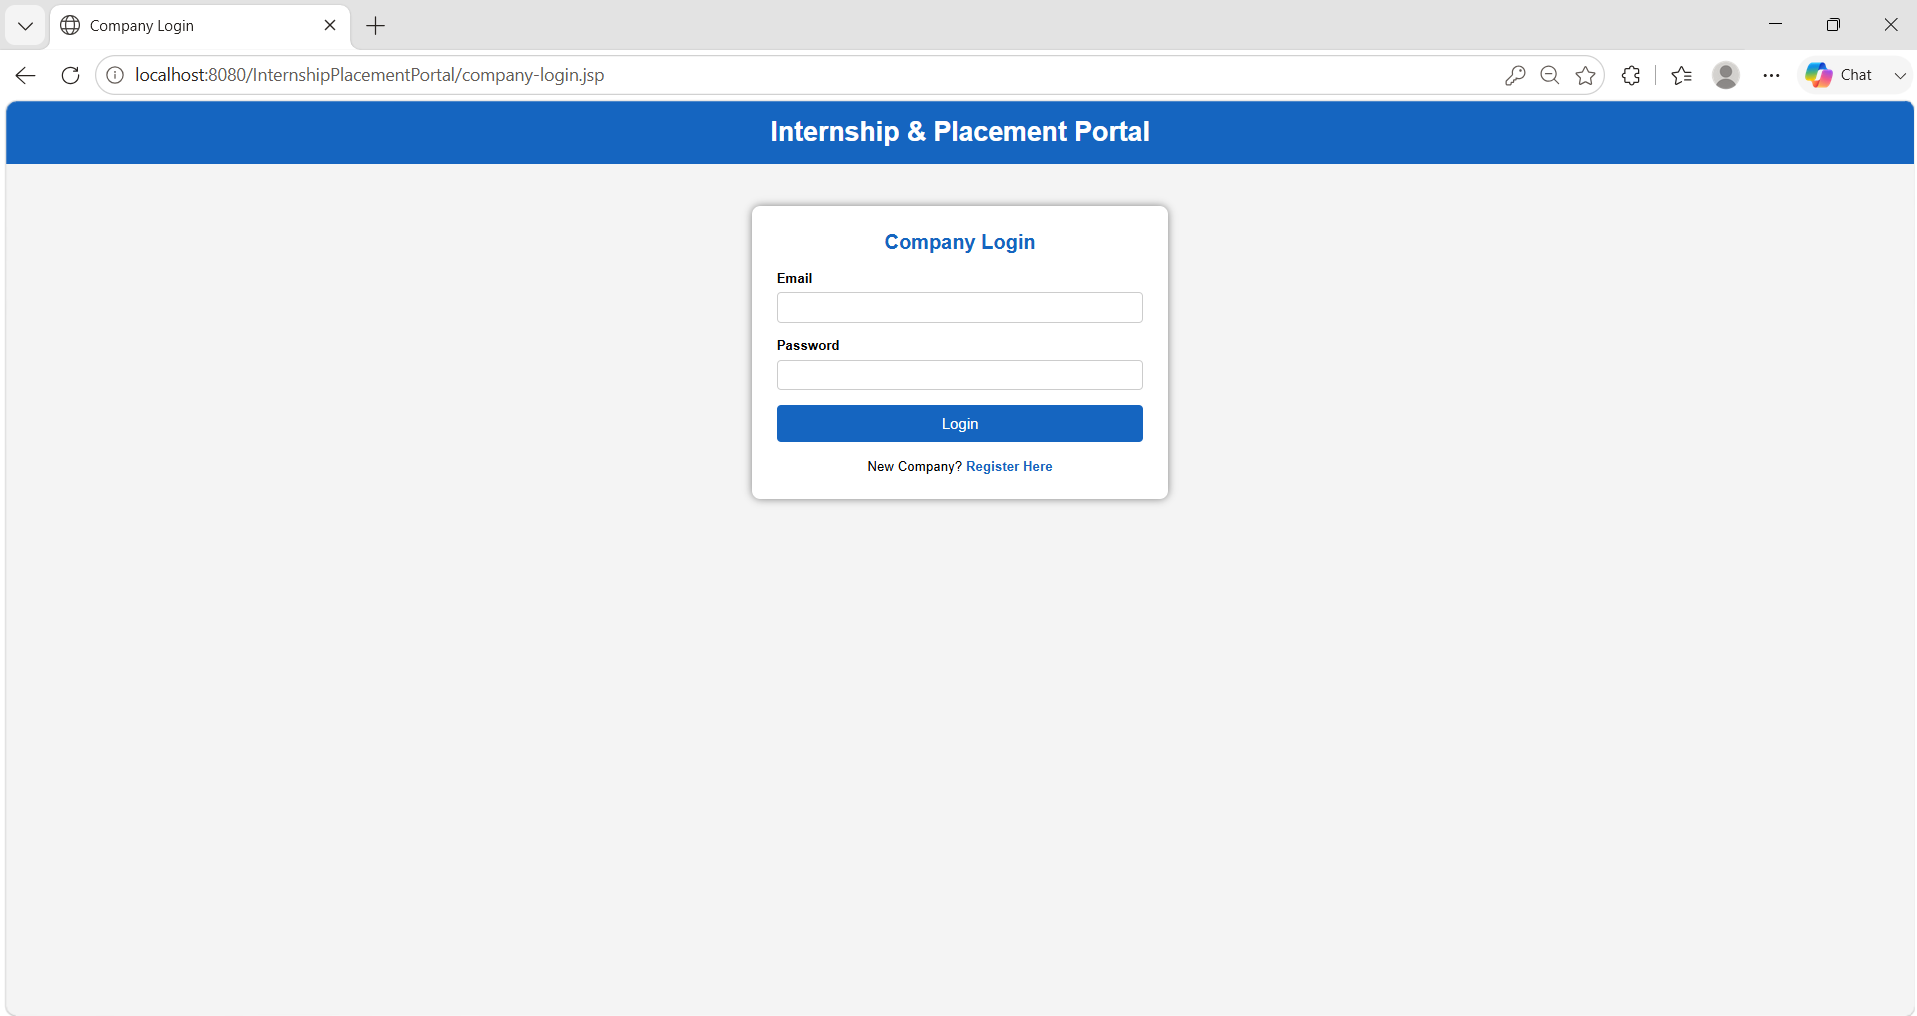 Company Login
localhost:8080/InternshipPlacementPortal/company-login.jsp
Chat
Internship & Placement Portal
Company Login
Email
Password
Login
New Company? Register Here